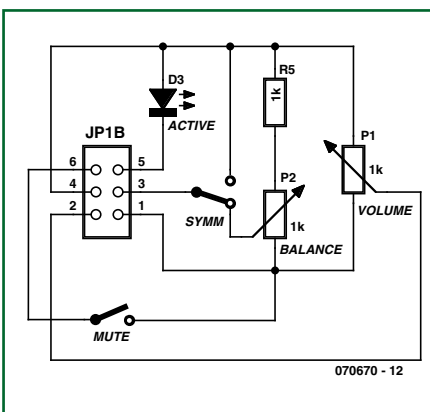 D3
ACTIVE
R5
1k
P1
1k
VOLUME
JP1B
6 5
4 3
2 1
SYMM
P2
1k
BALANCE
MUTE
070670 - 12